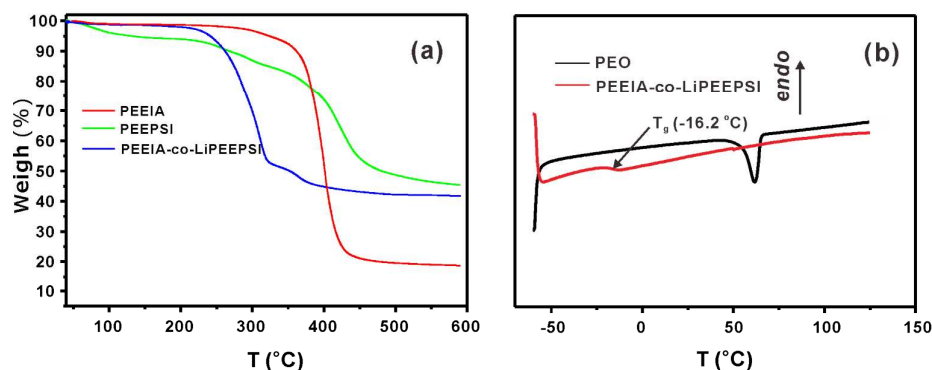 (a)
PEEIA
PEEPSI
PEEIA-co-LiPEEPSI
Weigh (%)
100
90
80
70
60
50
40
30
20
10
100 200 300 400 500 600
T (°C)
(b)
PEO
PEEIA-co-LiPEEPSI
endo
Tg (-16.2 °C)
-50 0 50 100 150
T (°C)